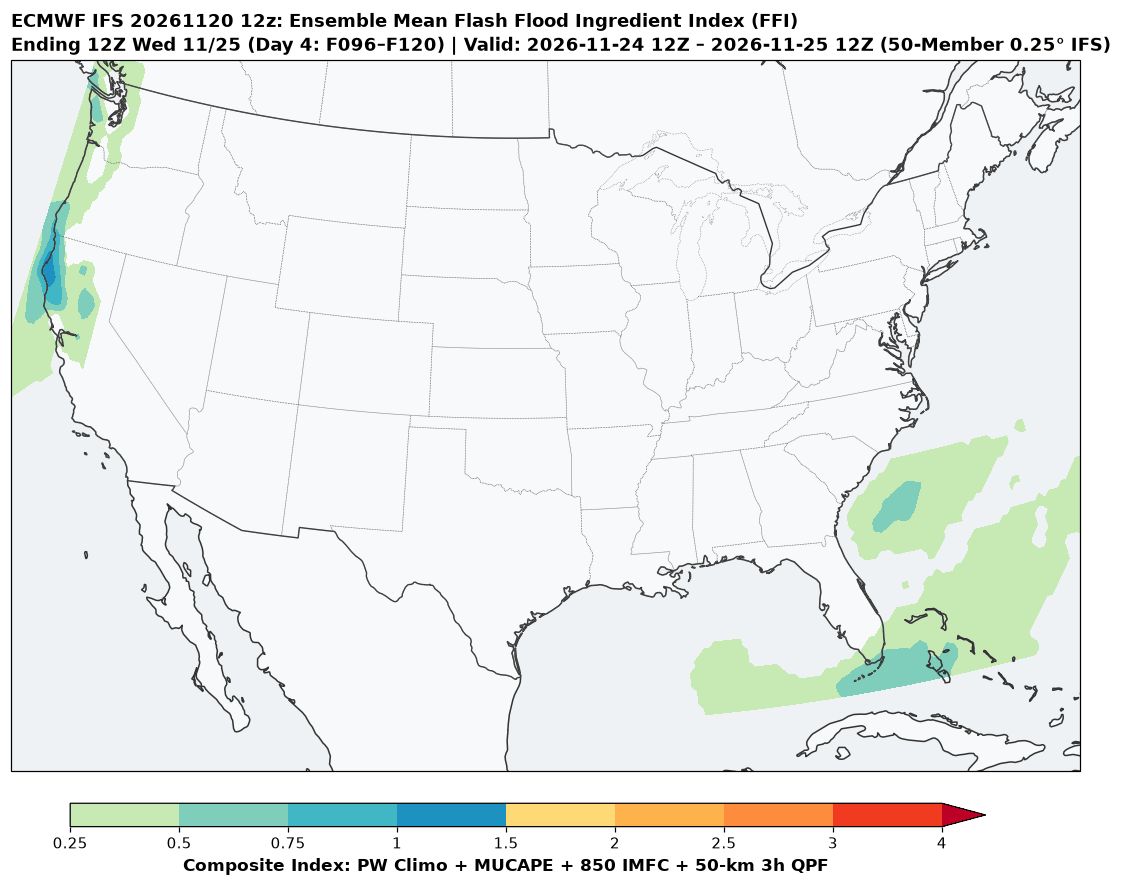 ECMWF IFS 20261120 12z: Ensemble Mean Flash Flood Ingredient Index (FFI)
Ending 12Z Wed 11/25 (Day 4: F096–F120) | Valid: 2026-11-24 12Z – 2026-11-25 12Z (50-Member 0.25° IFS)
0.25 0.5 0.75 1 1.5 2 2.5 3 4
Composite Index: PW Climo + MUCAPE + 850 IMFC + 50-km 3h QPF